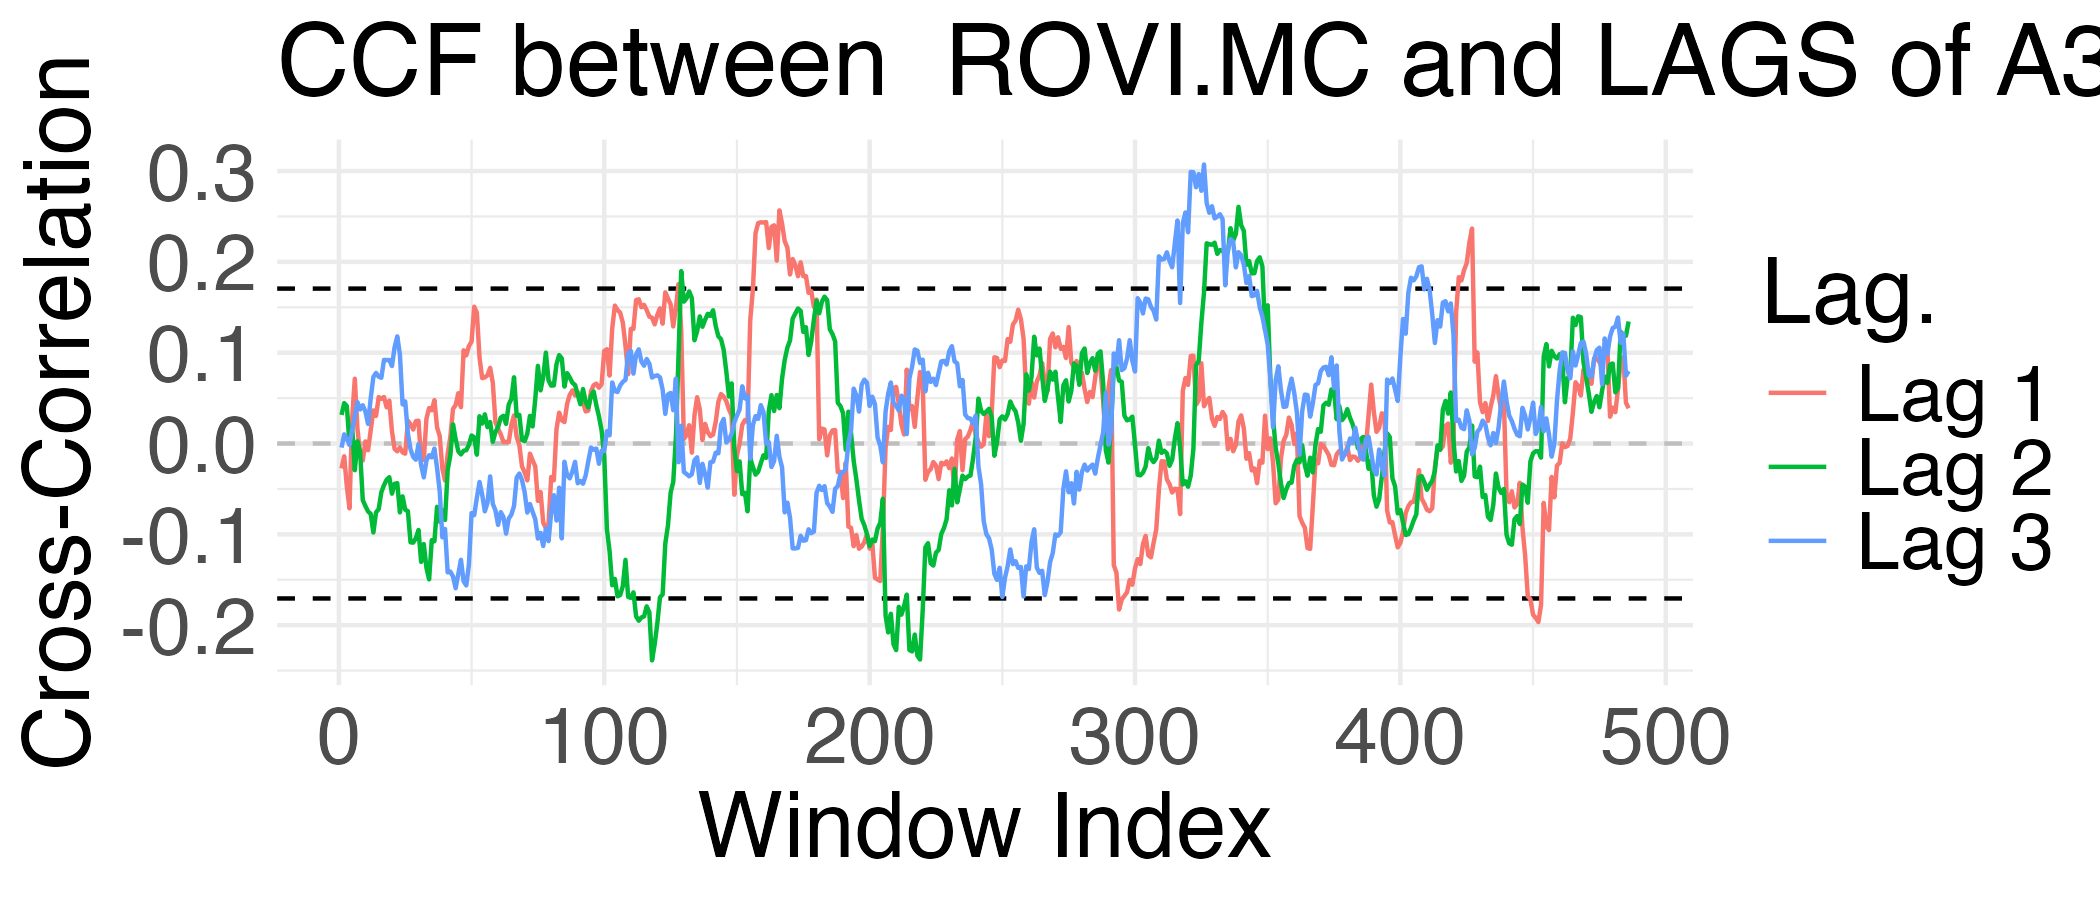 CCF between  ROVI.MC and LAGS of A3
Cross-Correlation
0.3
0.2
0.1
0.0
-0.1
-0.2
0 100 200 300 400 500
Window Index
Lag.
Lag 1
Lag 2
Lag 3